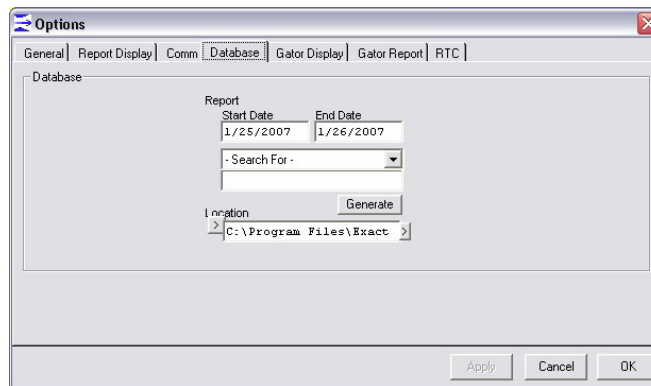 Options
General Report Display Comm Database Gator Display Gator Report RTC
Database
Report
Start Date End Date
1/25/2007 1/26/2007
- Search For -
Generate
Location
> C:\Program Files\Exact >
Apply Cancel OK